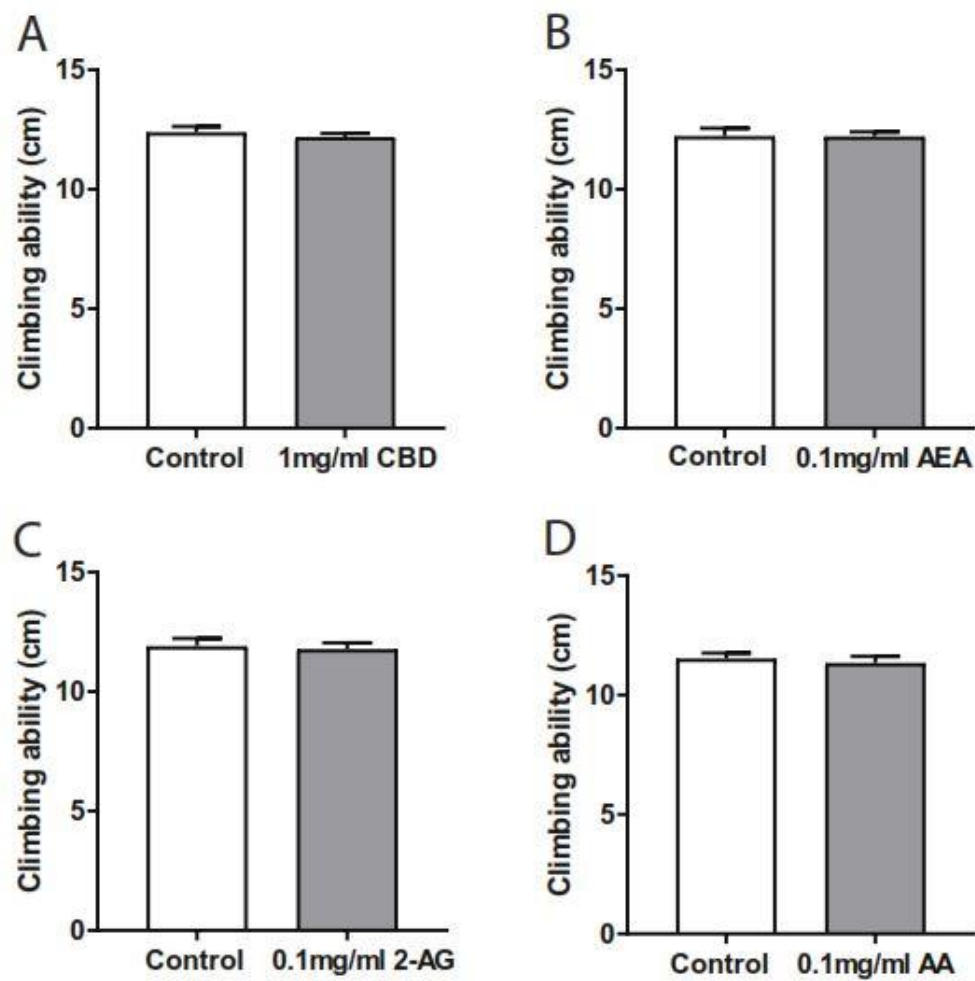 A
Climbing ability (cm)
15
10
5
0
Control
1mg/ml CBD
B
Climbing ability (cm)
15
10
5
0
Control
0.1mg/ml AEA
C
Climbing ability (cm)
15
10
5
0
Control
0.1mg/ml 2-AG
D
Climbing ability (cm)
15
10
5
0
Control
0.1mg/ml AA